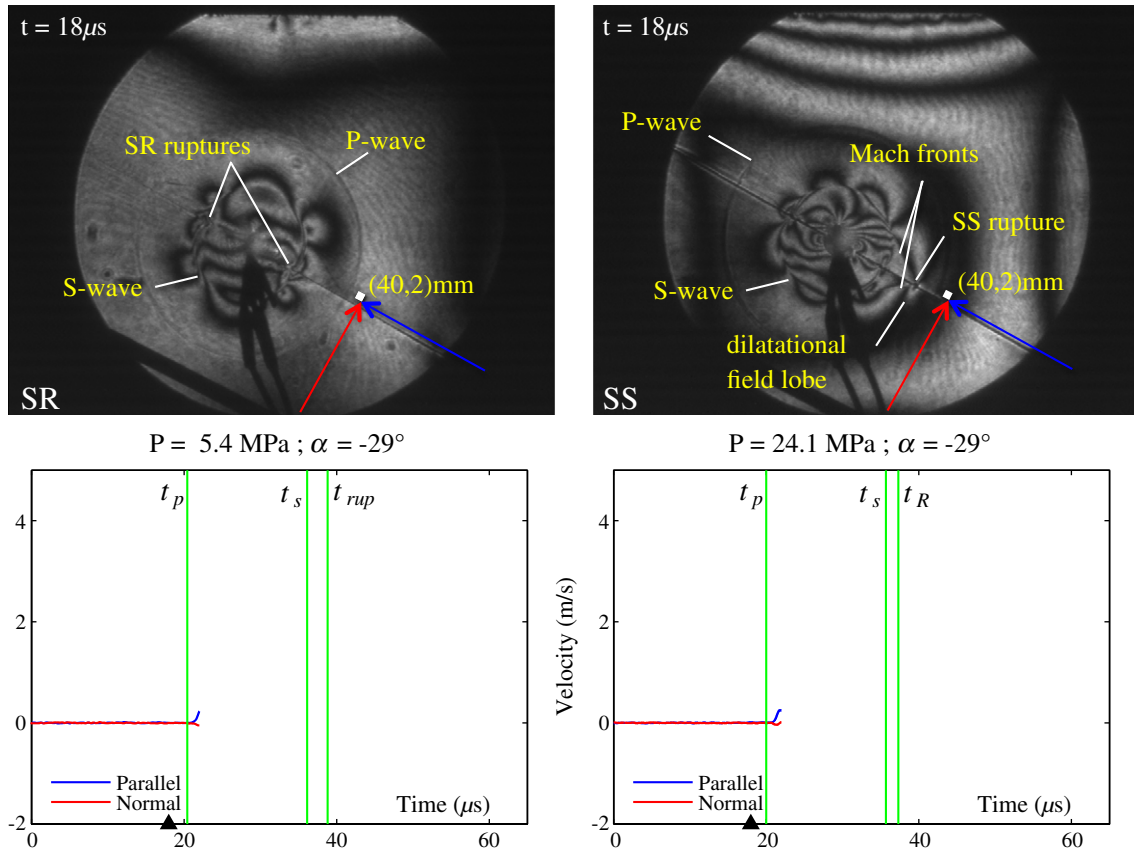 t = 18μs
SR ruptures
P-wave
S-wave
(40,2)mm
SR
t = 18μs
P-wave
Mach fronts
SS rupture
(40,2)mm
S-wave
dilatational
field lobe
SS
P = 5.4 MPa ; α = -29°
t p
t s
t rup
4
2
0
-2
Parallel
Normal
Time (μs)
0 20 40 60
P = 24.1 MPa ; α = -29°
Velocity (m/s)
t p
t s
t R
4
2
0
-2
Parallel
Normal
Time (μs)
0 20 40 60